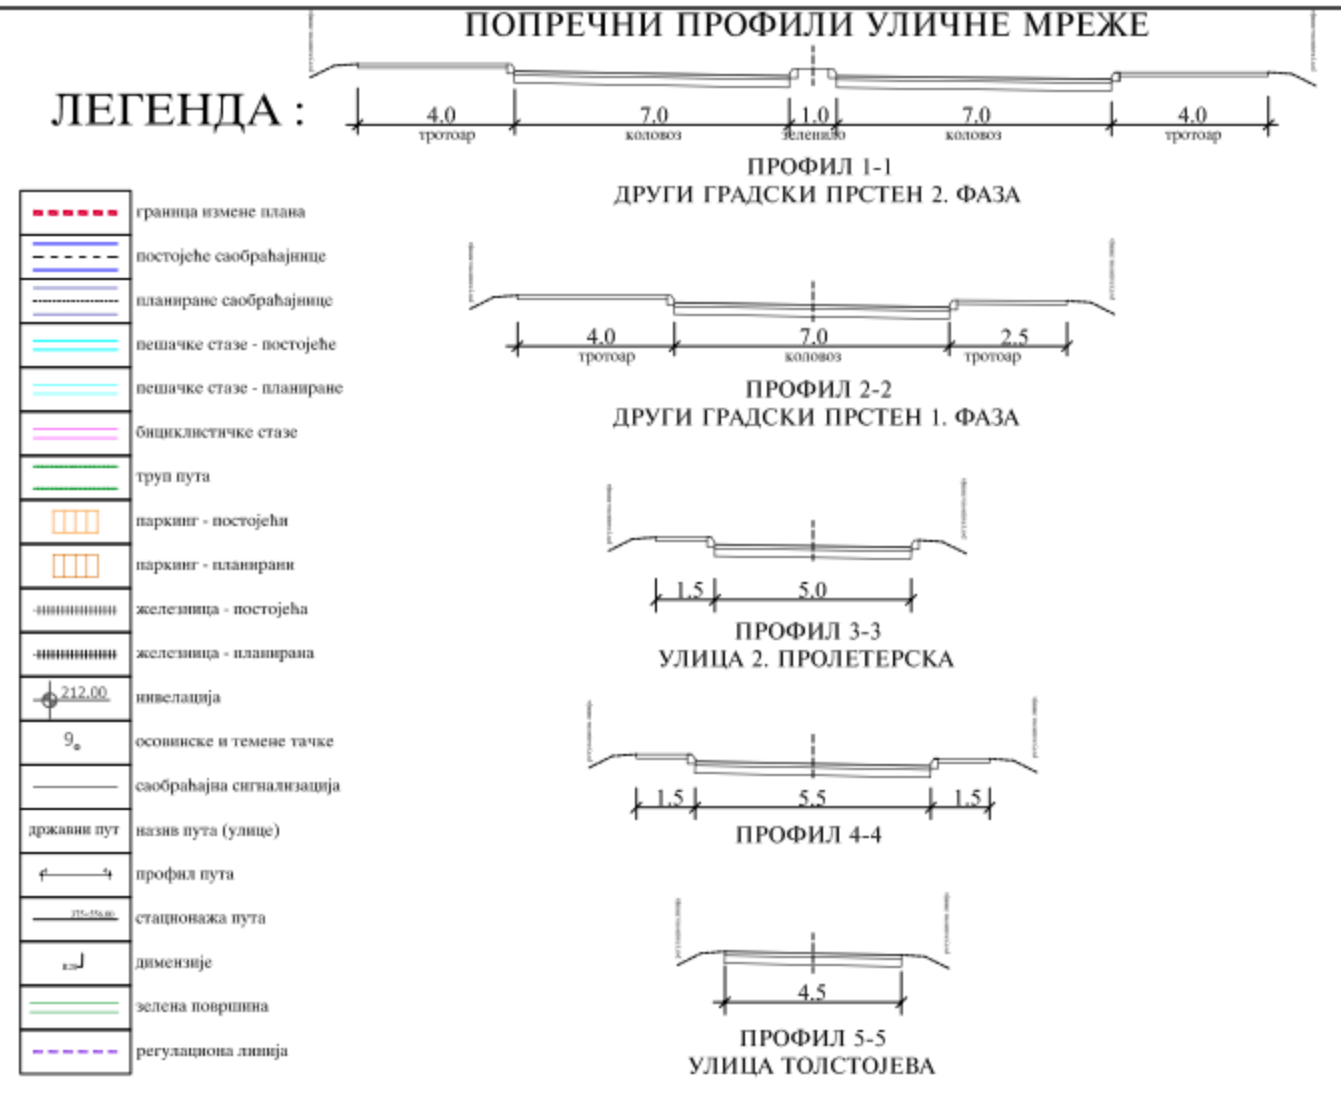 ПОПРЕЧНИ ПРОФИЛИ УЛИЧНЕ МРЕЖЕ
ЛЕГЕНДА :
4.0 7.0 1.0 7.0 4.0
тротоар коловоз зеленило коловоз тротоар
ПРОФИЛ 1-1
ДРУГИ ГРАДСКИ ПРСТЕН 2. ФАЗА
граница измене плана
постојеће саобраћајнице
планиране саобраћајнице
пешачке стазе - постојеће
пешачке стазе - планиране
бициклистичке стазе
труп пута
паркинг - постојећи
паркинг - планирани
железница - постојећа
железница - планирана
212.00 нивелација
9 осовинске и темене тачке
саобраћајна сигнализација
државни пут назив пута (улице)
профил пута
стационажа пута
димензије
зелена површина
регулациона линија
4.0 7.0 2.5
тротоар коловоз тротоар
ПРОФИЛ 2-2
ДРУГИ ГРАДСКИ ПРСТЕН 1. ФАЗА
1.5 5.0
ПРОФИЛ 3-3
УЛИЦА 2. ПРОЛЕТЕРСКА
1.5 5.5 1.5
ПРОФИЛ 4-4
4.5
ПРОФИЛ 5-5
УЛИЦА ТОЛСТОЈЕВА